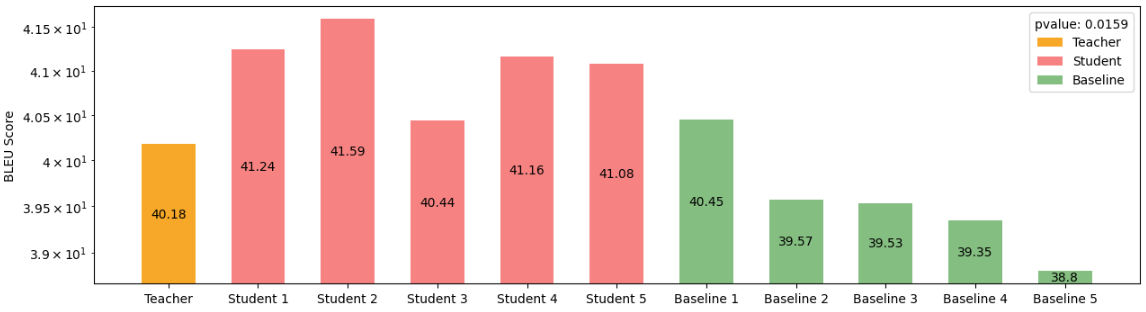 BLEU Score
4.15 × 10¹
4.1 × 10¹
4.05 × 10¹
4 × 10¹
3.95 × 10¹
3.9 × 10¹
40.18
41.24
41.59
40.44
41.16
41.08
40.45
39.57
39.53
39.35
38.8
Teacher Student 1 Student 2 Student 3 Student 4 Student 5 Baseline 1 Baseline 2 Baseline 3 Baseline 4 Baseline 5
pvalue: 0.0159
Teacher
Student
Baseline